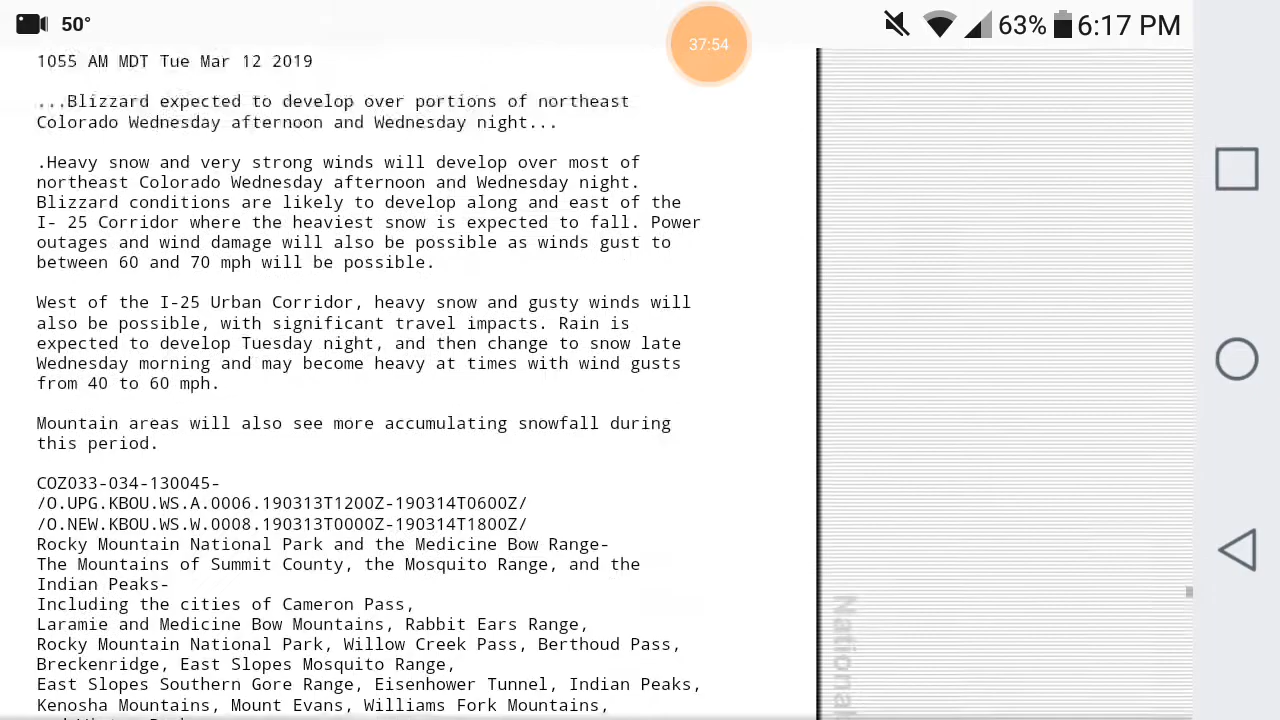 50°
37:54
63%
6:17 PM
1055 AM MDT Tue Mar 12 2019
...Blizzard expected to develop over portions of northeast
Colorado Wednesday afternoon and Wednesday night...
.Heavy snow and very strong winds will develop over most of
northeast Colorado Wednesday afternoon and Wednesday night.
Blizzard conditions are likely to develop along and east of the
I- 25 Corridor where the heaviest snow is expected to fall. Power
outages and wind damage will also be possible as winds gust to
between 60 and 70 mph will be possible.
West of the I-25 Urban Corridor, heavy snow and gusty winds will
also be possible, with significant travel impacts. Rain is
expected to develop Tuesday night, and then change to snow late
Wednesday morning and may become heavy at times with wind gusts
from 40 to 60 mph.
Mountain areas will also see more accumulating snowfall during
this period.
COZ033-034-130045-
/O.UPG.KBOU.WS.A.0006.190313T1200Z-190314T0600Z/
/O.NEW.KBOU.WS.W.0008.190313T0000Z-190314T1800Z/
Rocky Mountain National Park and the Medicine Bow Range-
The Mountains of Summit County, the Mosquito Range, and the
Indian Peaks-
Including the cities of Cameron Pass,
Laramie and Medicine Bow Mountains, Rabbit Ears Range,
Rocky Mountain National Park, Willow Creek Pass, Berthoud Pass,
Breckenridge, East Slopes Mosquito Range,
East Slopes Southern Gore Range, Eisenhower Tunnel, Indian Peaks,
Kenosha Mountains, Mount Evans, Williams Fork Mountains,
National